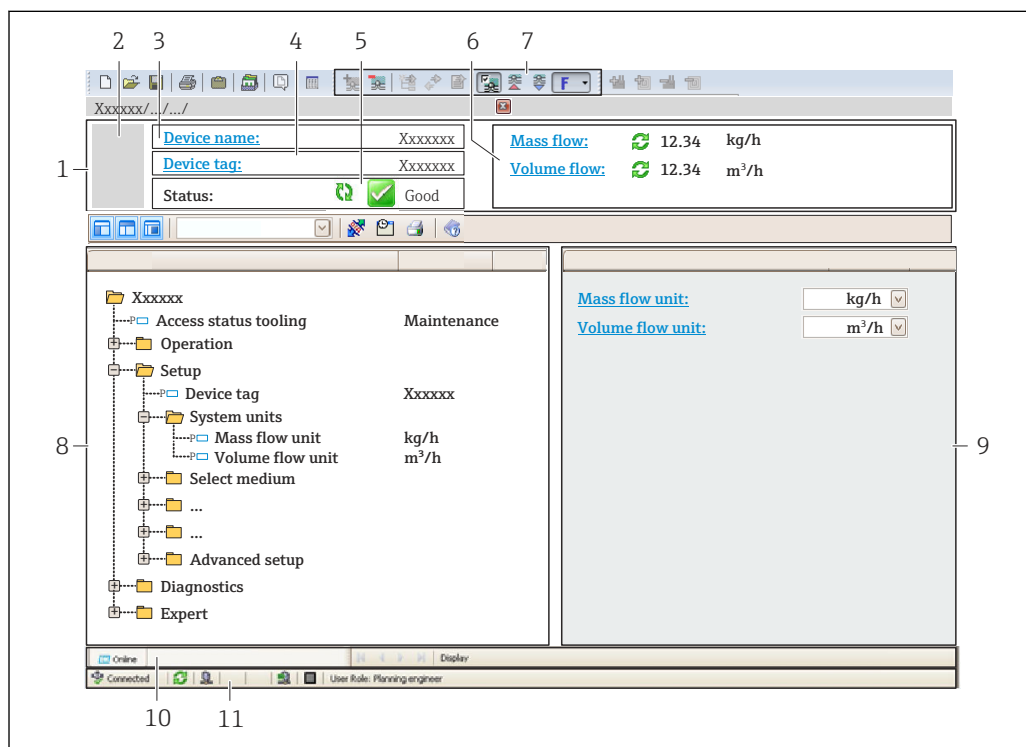 2 3 4 5 6 7
F
Xxxxxx/.../.../
1
Device name: Xxxxxxx
Device tag: Xxxxxxx
Status: Good
Mass flow: 12.34 kg/h
Volume flow: 12.34 m³/h
Xxxxxx
P Access status tooling Maintenance
Operation
Setup
P Device tag Xxxxxx
System units
P Mass flow unit kg/h
P Volume flow unit m³/h
Select medium
...
...
Advanced setup
Diagnostics
Expert
8
Mass flow unit: kg/h
Volume flow unit: m³/h
9
Online Display
Connected User Role: Planning engineer
10 11